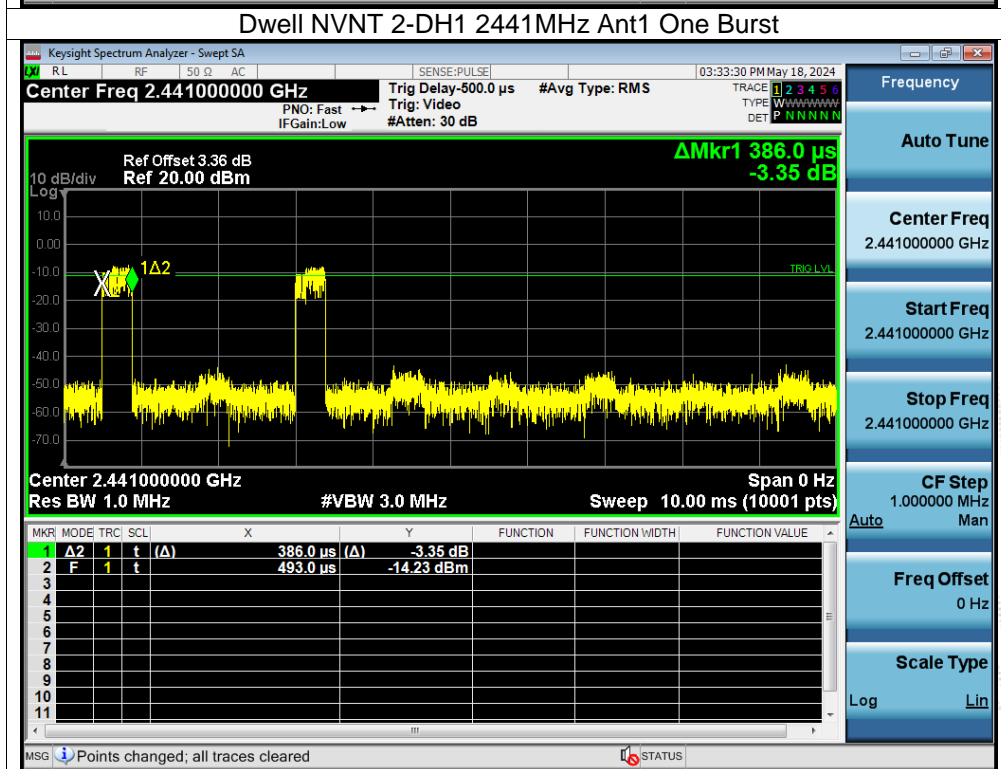 Dwell NVNT 2-DH1 2441MHz Ant1 One Burst
Keysight Spectrum Analyzer - Swept SA
LXI RL RF 50 Ω AC SENSE:PULSE 03:33:30 PM May 18, 2024
Center Freq 2.441000000 GHz
PNO: Fast
IFGain:Low
Trig Delay-500.0 µs #Avg Type: RMS
Trig: Video
#Atten: 30 dB
TRACE 1 2 3 4 5 6
TYPE WWWWWWW
DET P N N N N N
Frequency
Auto Tune
Center Freq
2.441000000 GHz
Start Freq
2.441000000 GHz
Stop Freq
2.441000000 GHz
CF Step
1.000000 MHz
Auto Man
Freq Offset
0 Hz
Scale Type
Log Lin
ΔMkr1 386.0 µs
-3.35 dB
Ref Offset 3.36 dB
10 dB/div Ref 20.00 dBm
Log
10.0
0.00
-10.0
-20.0
-30.0
-40.0
-50.0
-60.0
-70.0
1Δ2
TRIG LVL
Center 2.441000000 GHz Span 0 Hz
Res BW 1.0 MHz #VBW 3.0 MHz Sweep 10.00 ms (10001 pts)
MKR MODE TRC SCL X Y FUNCTION FUNCTION WIDTH FUNCTION VALUE
1 Δ2 1 t (Δ) 386.0 µs (Δ) -3.35 dB
2 F 1 t 493.0 µs -14.23 dBm
3
4
5
6
7
8
9
10
11
MSG Points changed; all traces cleared STATUS